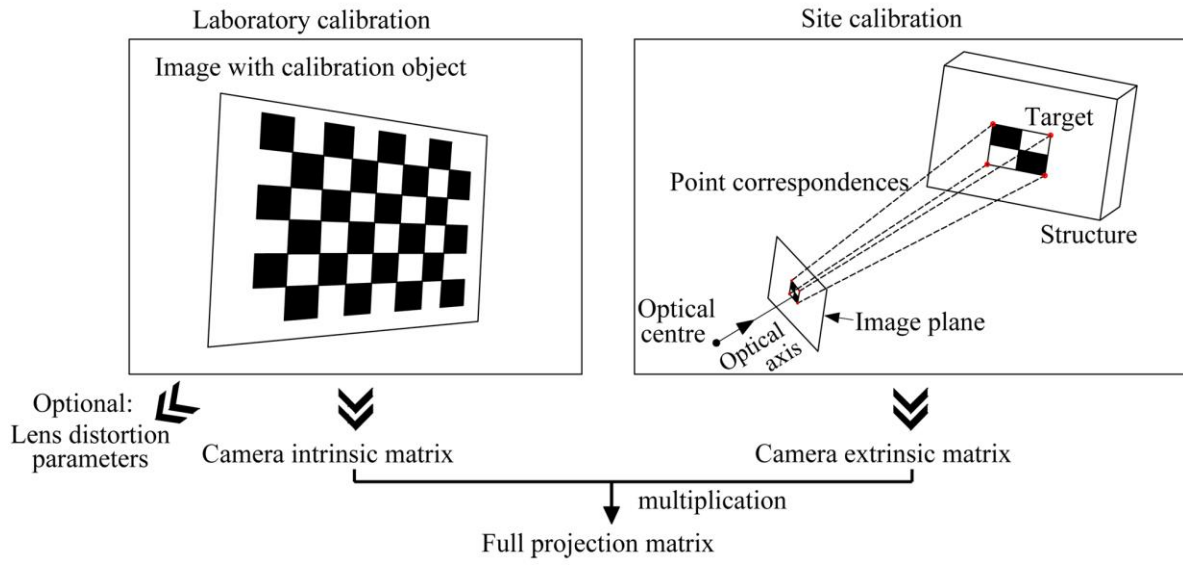 Laboratory calibration
Site calibration
Image with calibration object
Target
Point correspondences
Structure
Optical
centre
Optical
axis
Image plane
Optional:
Lens distortion
parameters
Camera intrinsic matrix
Camera extrinsic matrix
multiplication
Full projection matrix